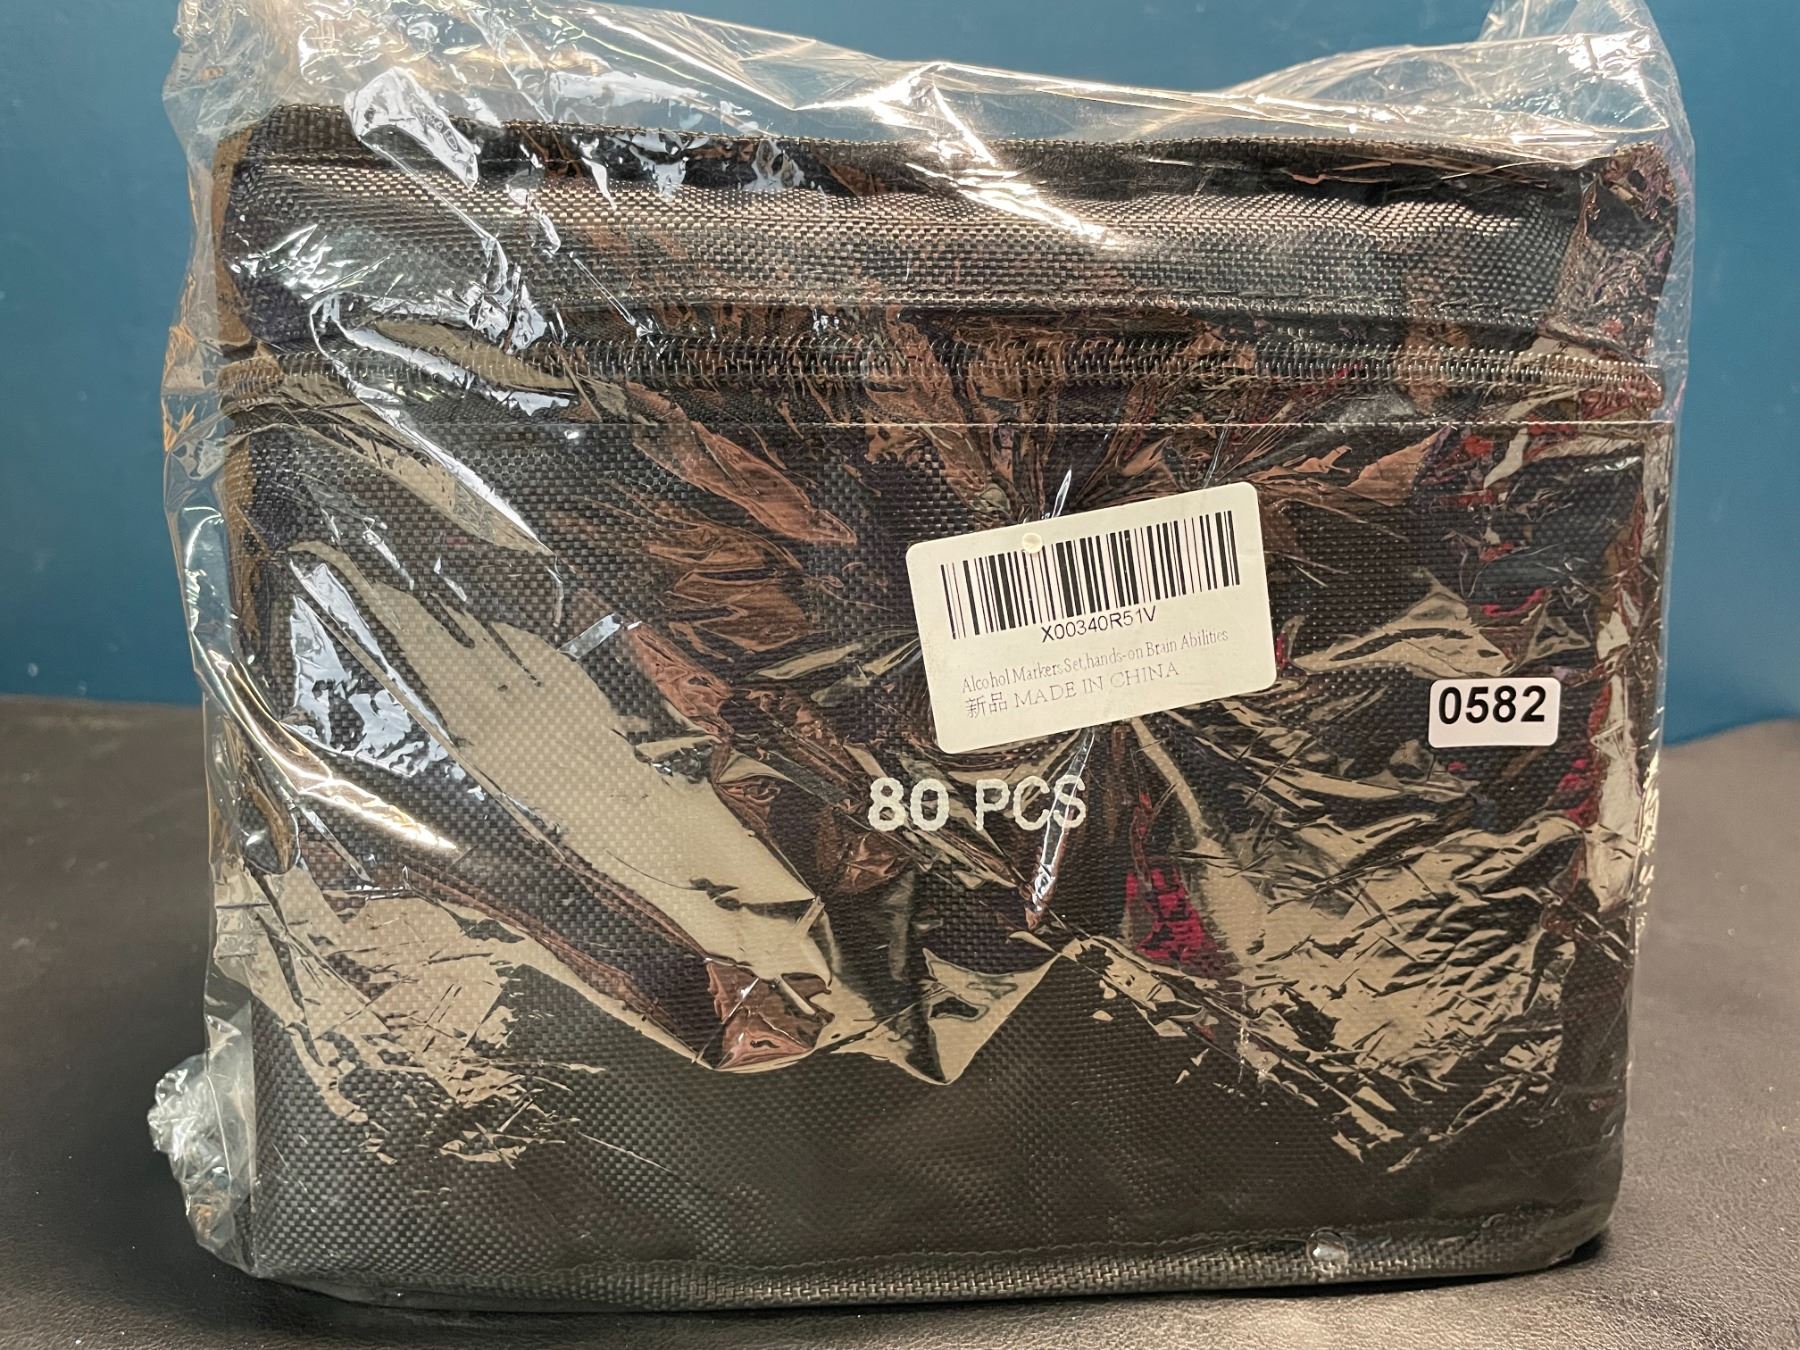 X00340R51V
Alcohol Markers Set,hands-on Brain Abilities
新品 MADE IN CHINA
0582
80 PCS